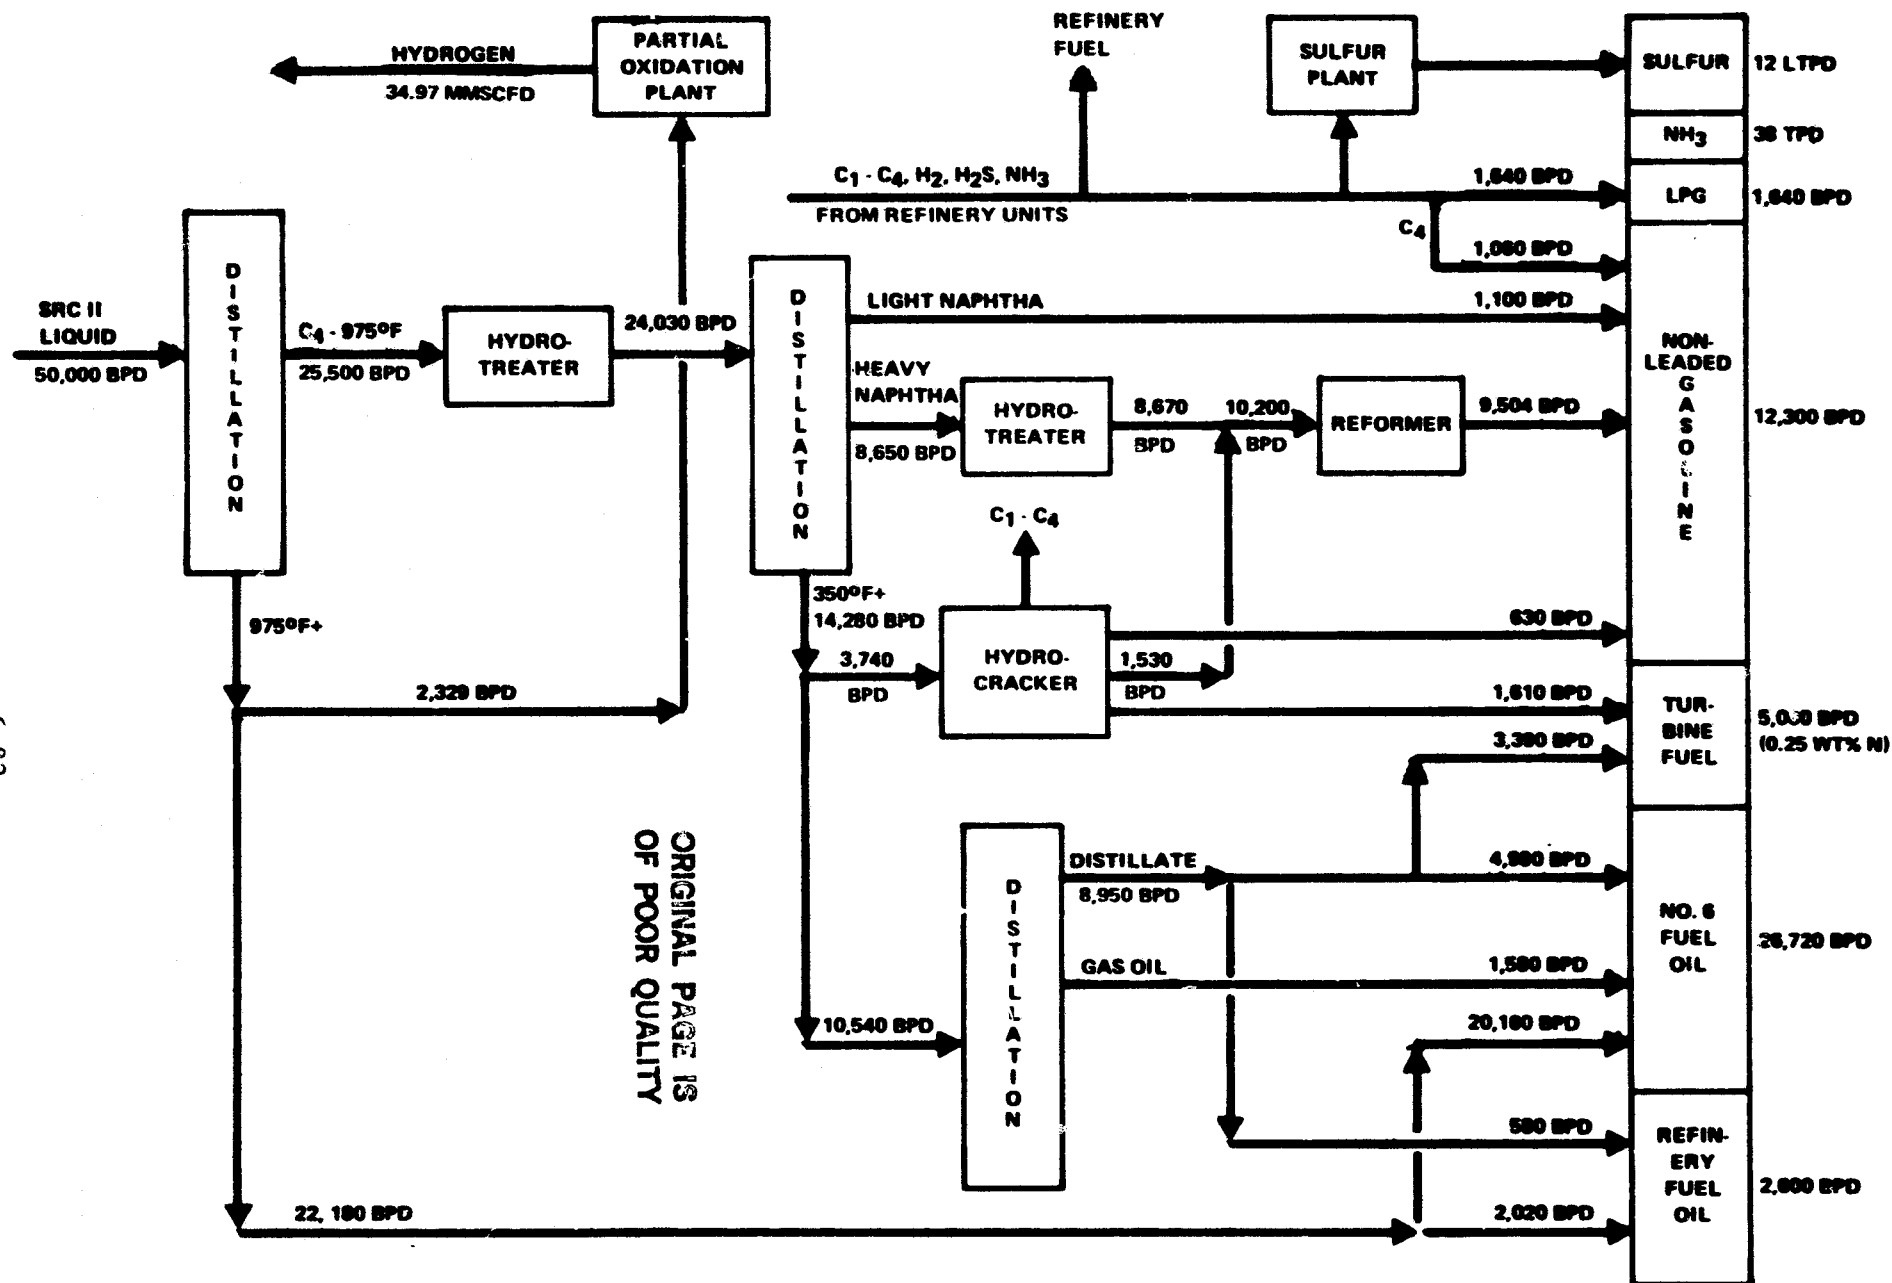 HYDROGEN
34.97 MMSCFD
PARTIAL
OXIDATION
PLANT
REFINERY
FUEL
SULFUR
PLANT
SULFUR
12 LTPD
NH3
38 TPD
C1 - C4, H2, H2S, NH3
FROM REFINERY UNITS
1,640 BPD
LPG
1,640 BPD
C4
1,060 BPD
SRC II
LIQUID
50,000 BPD
DISTILLATION
C4 - 975°F
25,500 BPD
HYDRO-
TREATER
24,030 BPD
DISTILLATION
LIGHT NAPHTHA
1,100 BPD
HEAVY
NAPHTHA
8,650 BPD
HYDRO-
TREATER
8,670
BPD
10,200
BPD
REFORMER
9,504 BPD
NON-
LEADED
GASOLINE
12,300 BPD
C1 - C4
975°F+
350°F+
14,280 BPD
3,740
BPD
HYDRO-
CRACKER
630 BPD
1,530
BPD
1,610 BPD
2,329 BPD
3,390 BPD
TUR-
BINE
FUEL
5,000 BPD
(0.25 WT% N)
ORIGINAL PAGE IS
OF POOR QUALITY
DISTILLATION
DISTILLATE
8,950 BPD
4,980 BPD
GAS OIL
1,580 BPD
NO. 6
FUEL
OIL
26,720 BPD
10,540 BPD
20,160 BPD
580 BPD
REFIN-
ERY
FUEL
OIL
2,600 BPD
22, 180 BPD
2,020 BPD